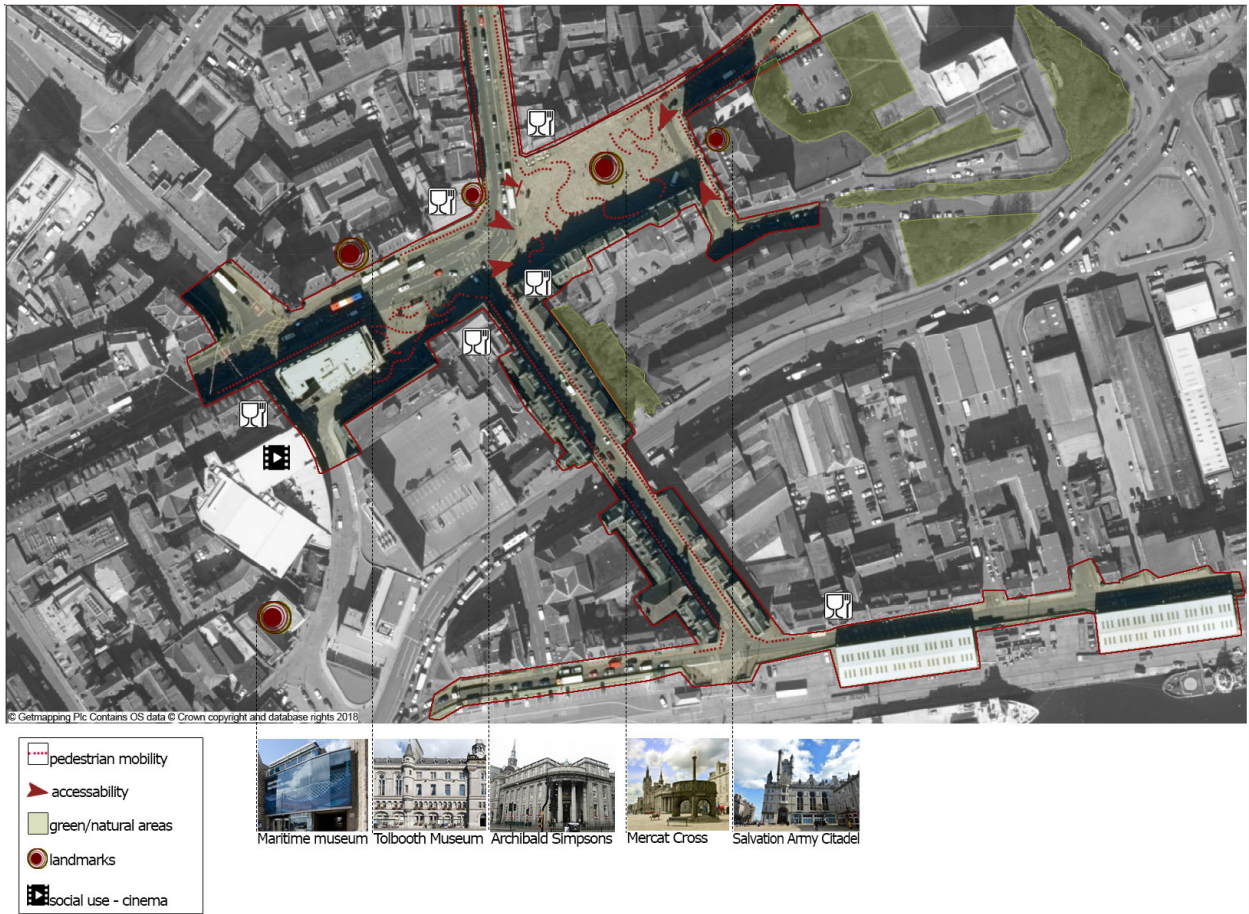 © Getmapping Plc Contains OS data © Crown copyright and database rights 2018
pedestrian mobility
accessability
green/natural areas
landmarks
social use - cinema
Maritime museum
Tolbooth Museum
Archibald Simpsons
Mercat Cross
Salvation Army Citadel